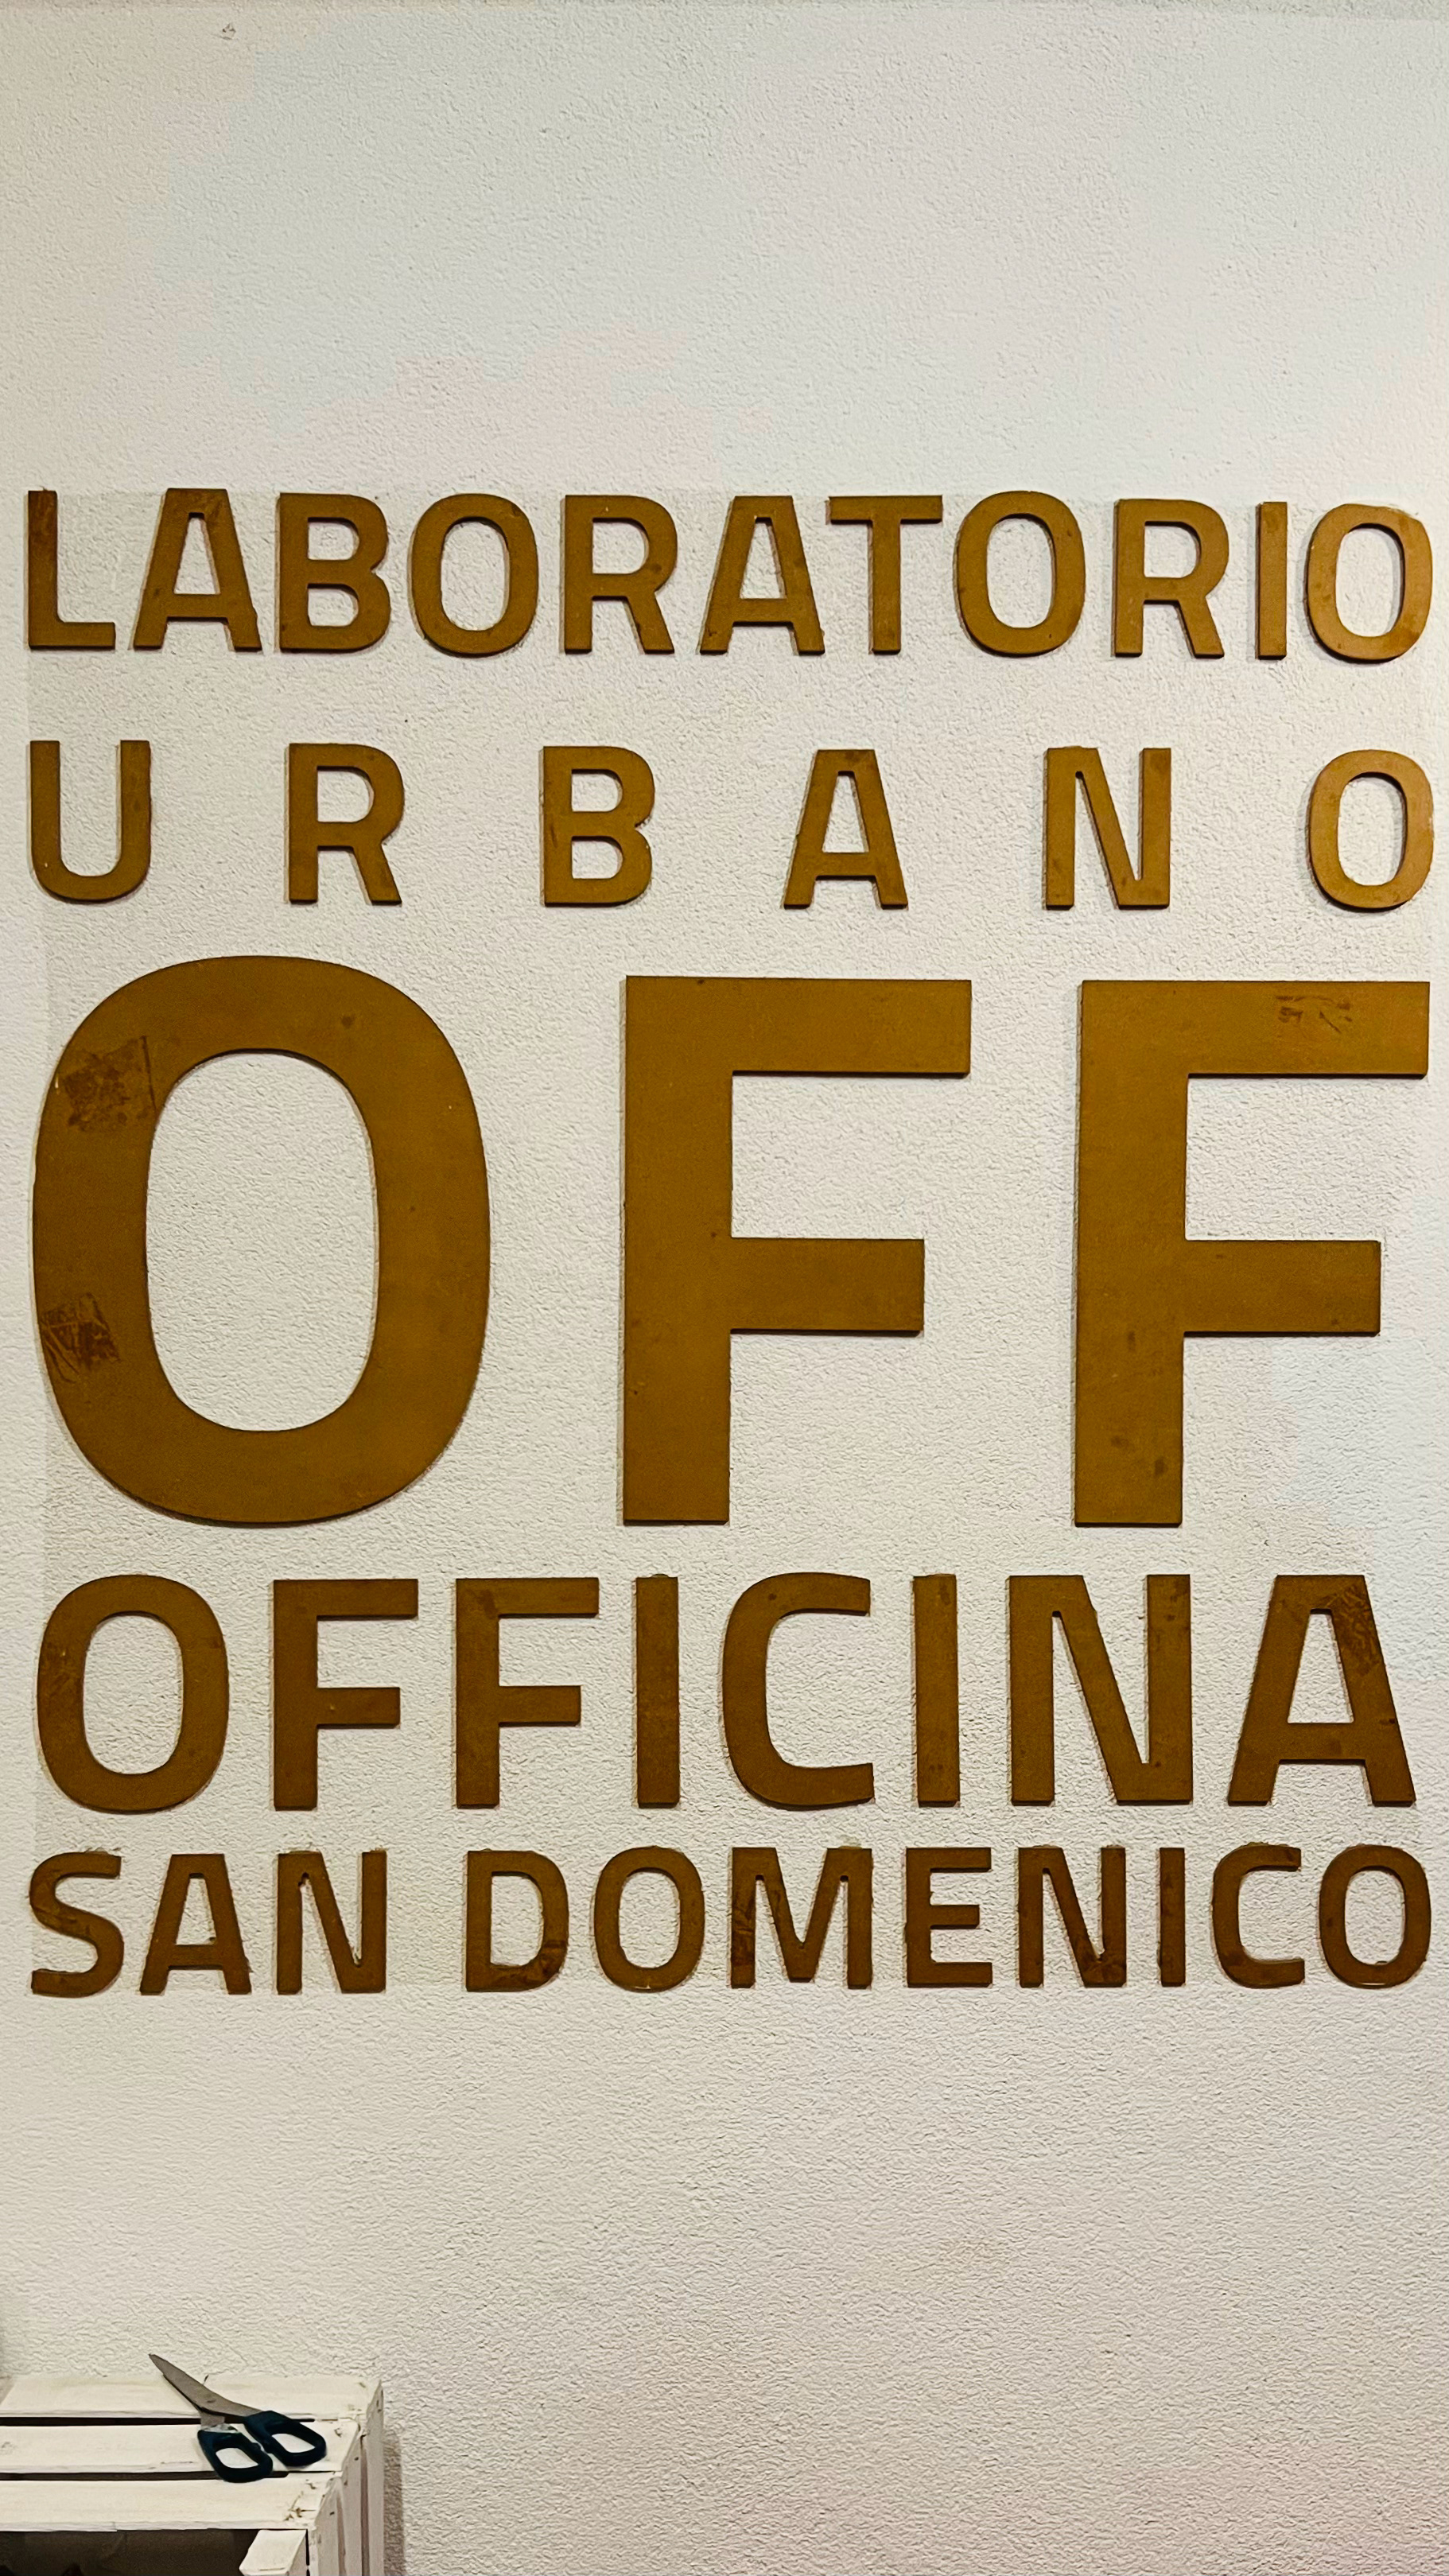 LABORATORIO
URBANO
OFF
OFFICINA
SAN DOMENICO